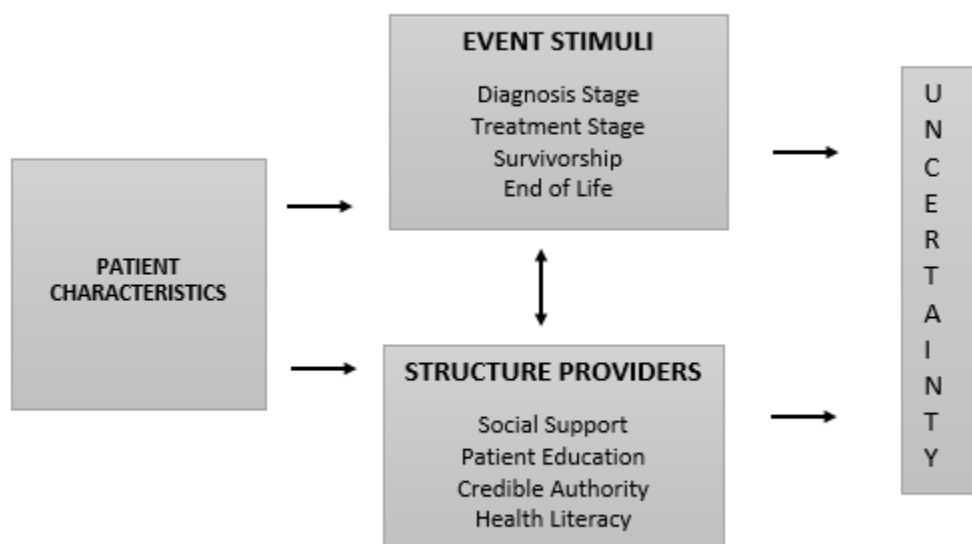 PATIENT
CHARACTERISTICS
EVENT STIMULI
Diagnosis Stage
Treatment Stage
Survivorship
End of Life
STRUCTURE PROVIDERS
Social Support
Patient Education
Credible Authority
Health Literacy
U
N
C
E
R
T
A
I
N
T
Y